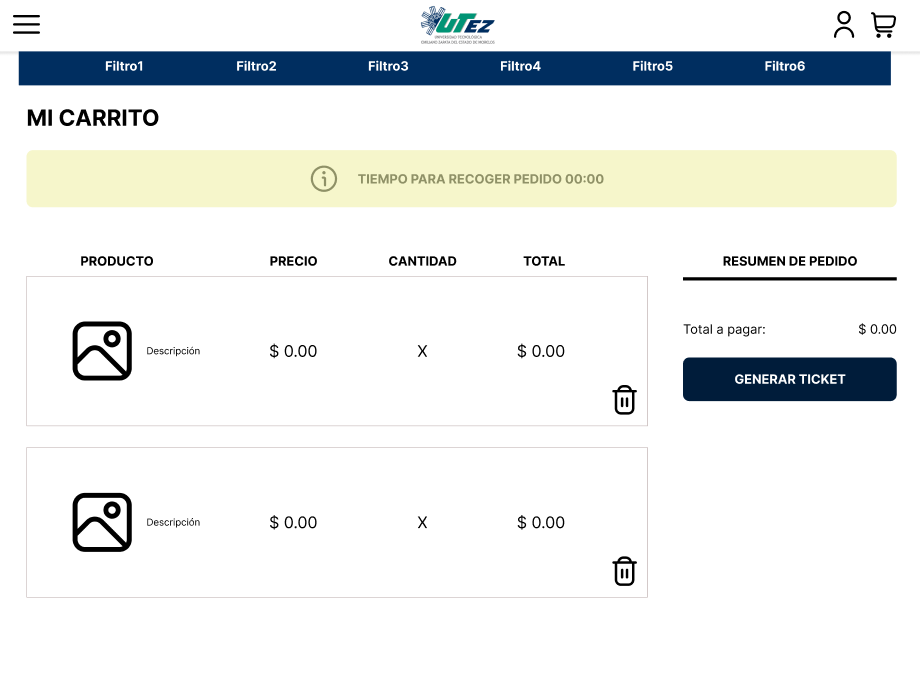 UTEZ
UNIVERSIDAD TECNOLÓGICA
EMILIANO ZAPATA DEL ESTADO DE MORELOS
Filtro1 Filtro2 Filtro3 Filtro4 Filtro5 Filtro6
MI CARRITO
TIEMPO PARA RECOGER PEDIDO 00:00
PRODUCTO PRECIO CANTIDAD TOTAL
Descripción $ 0.00 X $ 0.00
Descripción $ 0.00 X $ 0.00
RESUMEN DE PEDIDO
Total a pagar: $ 0.00
GENERAR TICKET